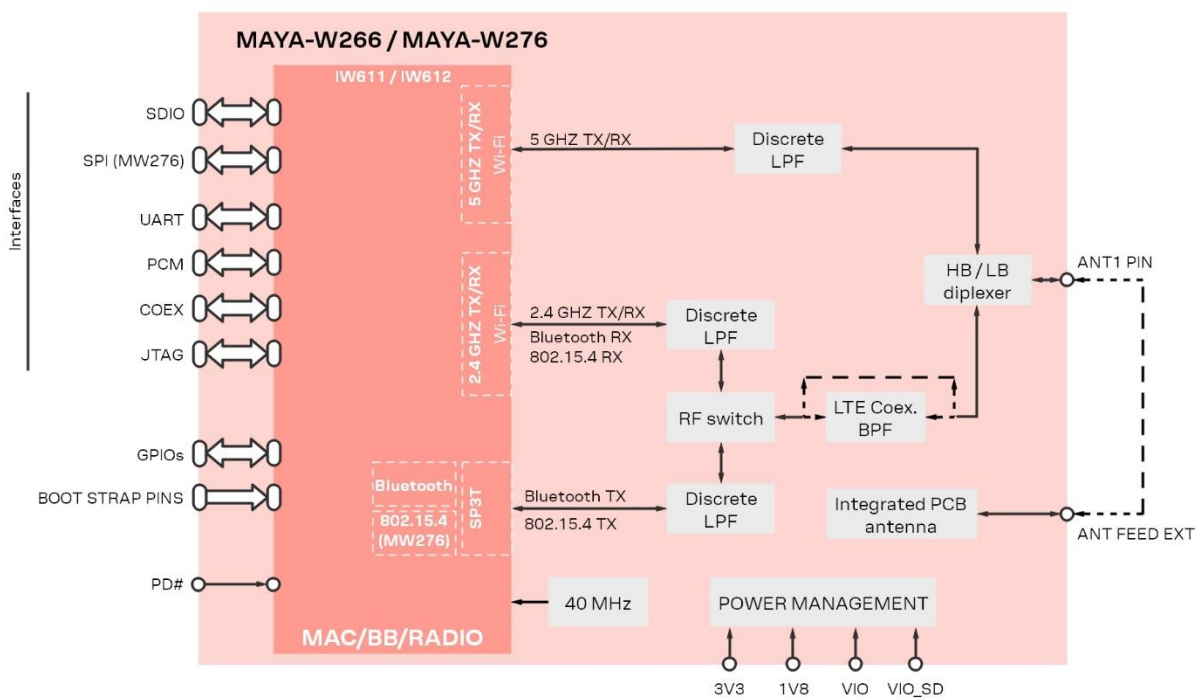 MAYA-W266 / MAYA-W276
IW611 / IW612
Interfaces
SDIO
SPI (MW276)
UART
PCM
COEX
JTAG
GPIOs
BOOT STRAP PINS
PD#
5 GHZ TX/RX
Wi-Fi
2.4 GHZ TX/RX
Wi-Fi
Bluetooth
802.15.4
(MW276)
SP3T
MAC/BB/RADIO
5 GHZ TX/RX
Discrete
LPF
2.4 GHZ TX/RX
Bluetooth RX
802.15.4 RX
Discrete
LPF
HB / LB
diplexer
ANT1 PIN
RF switch
LTE Coex.
BPF
Bluetooth TX
802.15.4 TX
Discrete
LPF
Integrated PCB
antenna
ANT FEED EXT
40 MHz
POWER MANAGEMENT
3V3
1V8
VIO
VIO_SD